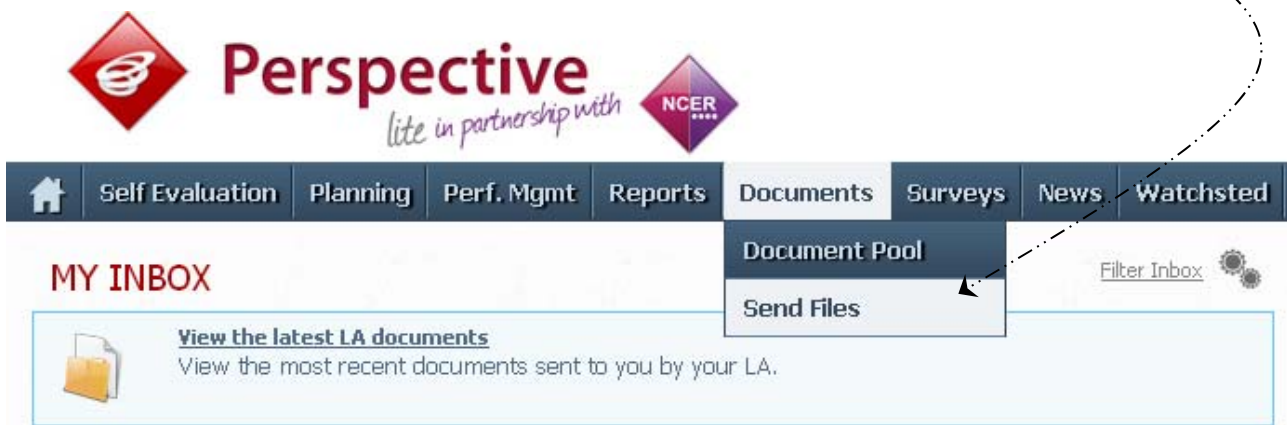 Perspective
lite in partnership with NCER
Self Evaluation Planning Perf. Mgmt Reports Documents Surveys News Watchsted
Document Pool
Send Files
MY INBOX
Filter Inbox
View the latest LA documents
View the most recent documents sent to you by your LA.